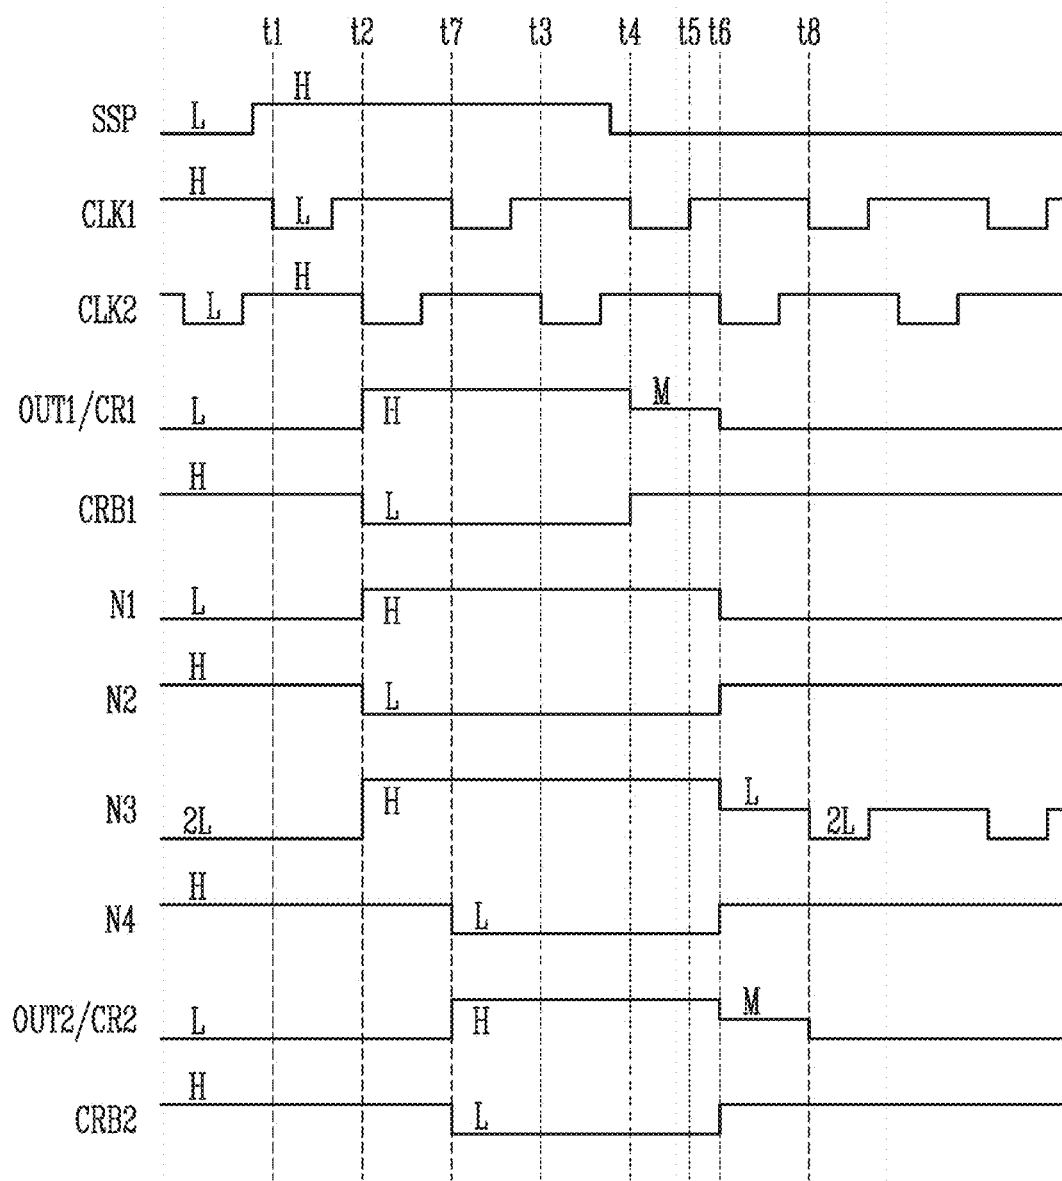 t1 t2 t7 t3 t4 t5 t6 t8
SSP L H
CLK1 H L
CLK2 L H
OUT1/CR1 L H M
CRB1 H L
N1 L H
N2 H L
N3 2L H L 2L
N4 H L
OUT2/CR2 L H M
CRB2 H L